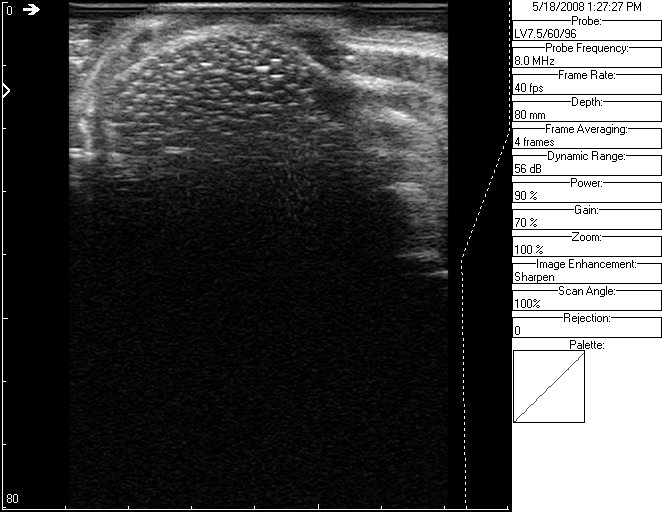 0
80
5/18/2008 1:27:27 PM
Probe:
LV7.5/60/96
Probe Frequency:
8.0 MHz
Frame Rate:
40 fps
Depth:
80 mm
Frame Averaging:
4 frames
Dynamic Range:
56 dB
Power:
90 %
Gain:
70 %
Zoom:
100 %
Image Enhancement:
Sharpen
Scan Angle:
100%
Rejection:
0
Palette: